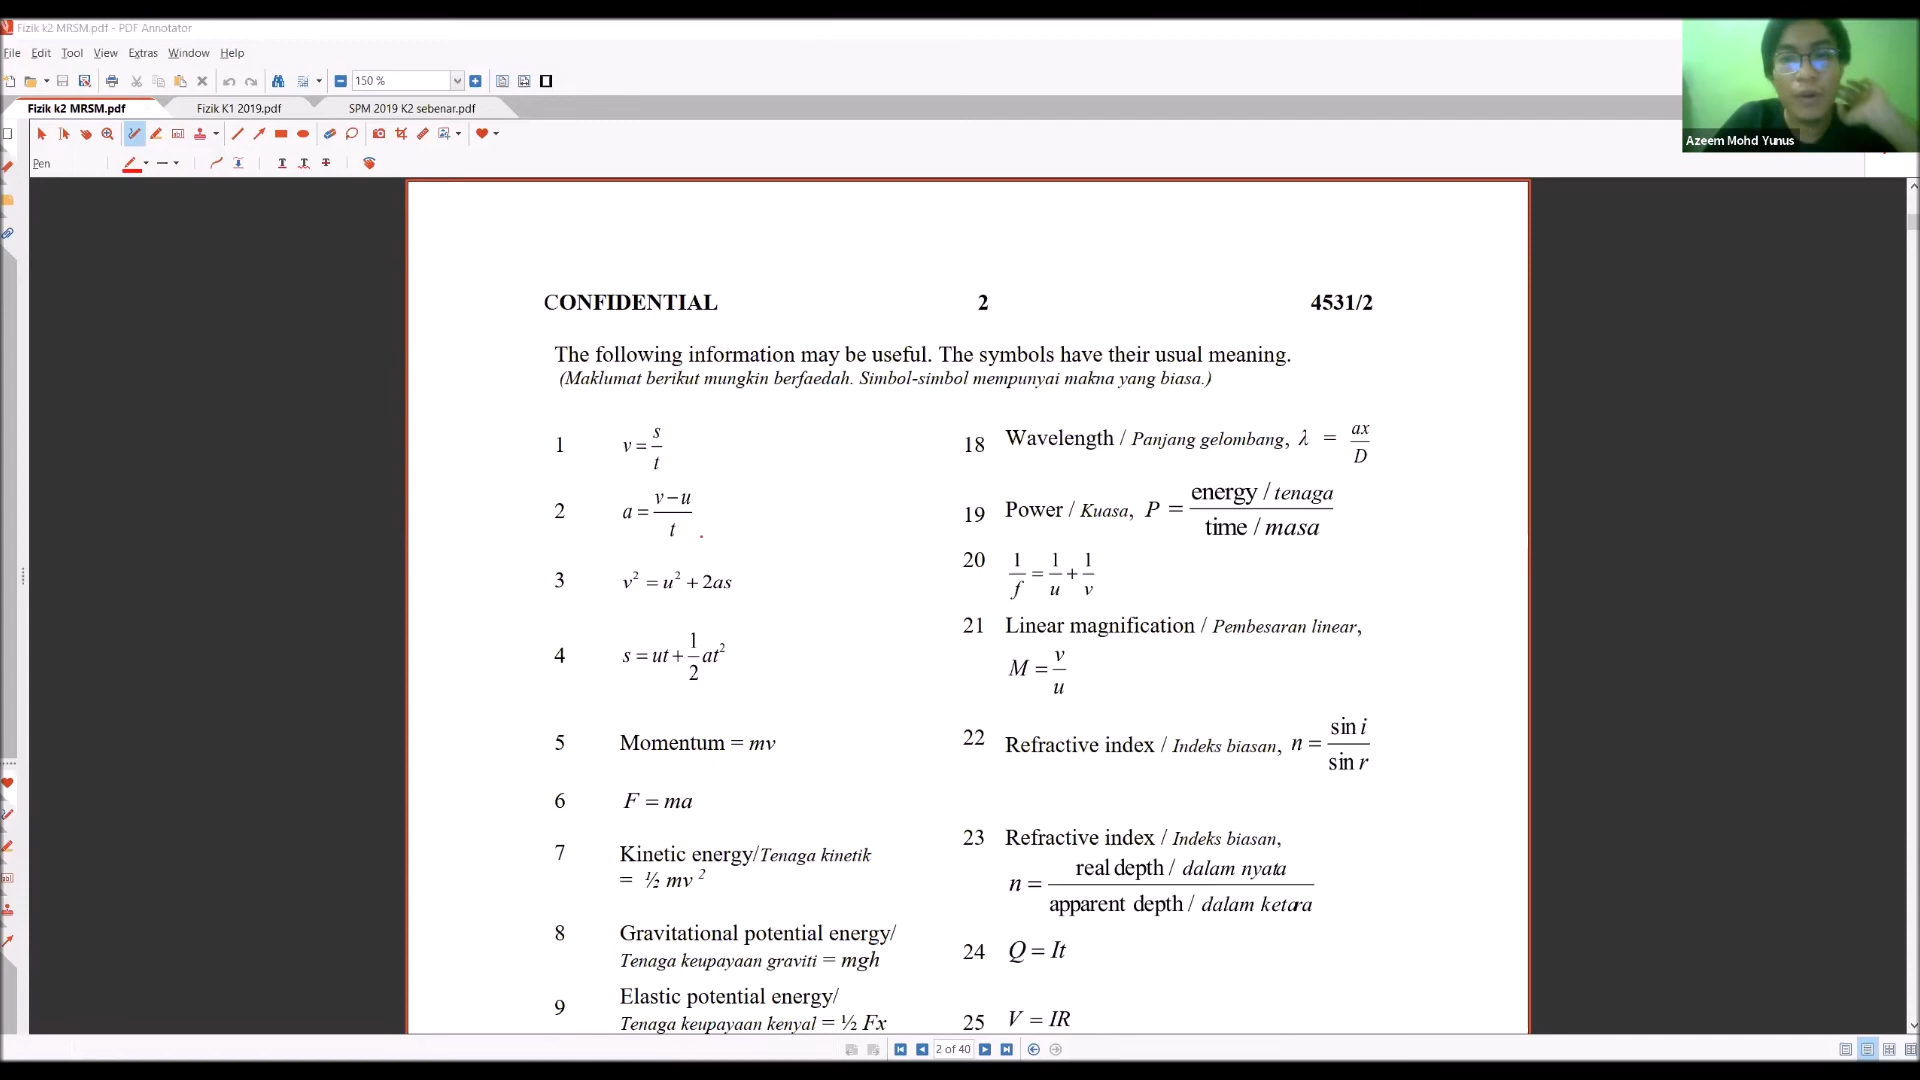 Fizik k2 MRSM.pdf - PDF Annotator
File Edit Tool View Extras Window Help
150 %
Fizik k2 MRSM.pdf Fizik K1 2019.pdf SPM 2019 K2 sebenar.pdf
Pen
Azeem Mohd Yunus
CONFIDENTIAL 2 4531/2
The following information may be useful. The symbols have their usual meaning.
(Maklumat berikut mungkin berfaedah. Simbol-simbol mempunyai makna yang biasa.)
1 v = s/t
2 a = (v − u)/t
3 v² = u² + 2as
4 s = ut + 1/2 at²
5 Momentum = mv
6 F = ma
7 Kinetic energy/Tenaga kinetik
= ½ mv ²
8 Gravitational potential energy/
Tenaga keupayaan graviti = mgh
9 Elastic potential energy/
Tenaga keupayaan kenyal = ½ Fx
18 Wavelength / Panjang gelombang, λ = ax/D
19 Power / Kuasa, P = energy / tenaga
time / masa
20 1/f = 1/u + 1/v
21 Linear magnification / Pembesaran linear,
M = v/u
22 Refractive index / Indeks biasan, n = sin i/sin r
23 Refractive index / Indeks biasan,
n = real depth / dalam nyata
apparent depth / dalam ketara
24 Q = It
25 V = IR
2 of 40